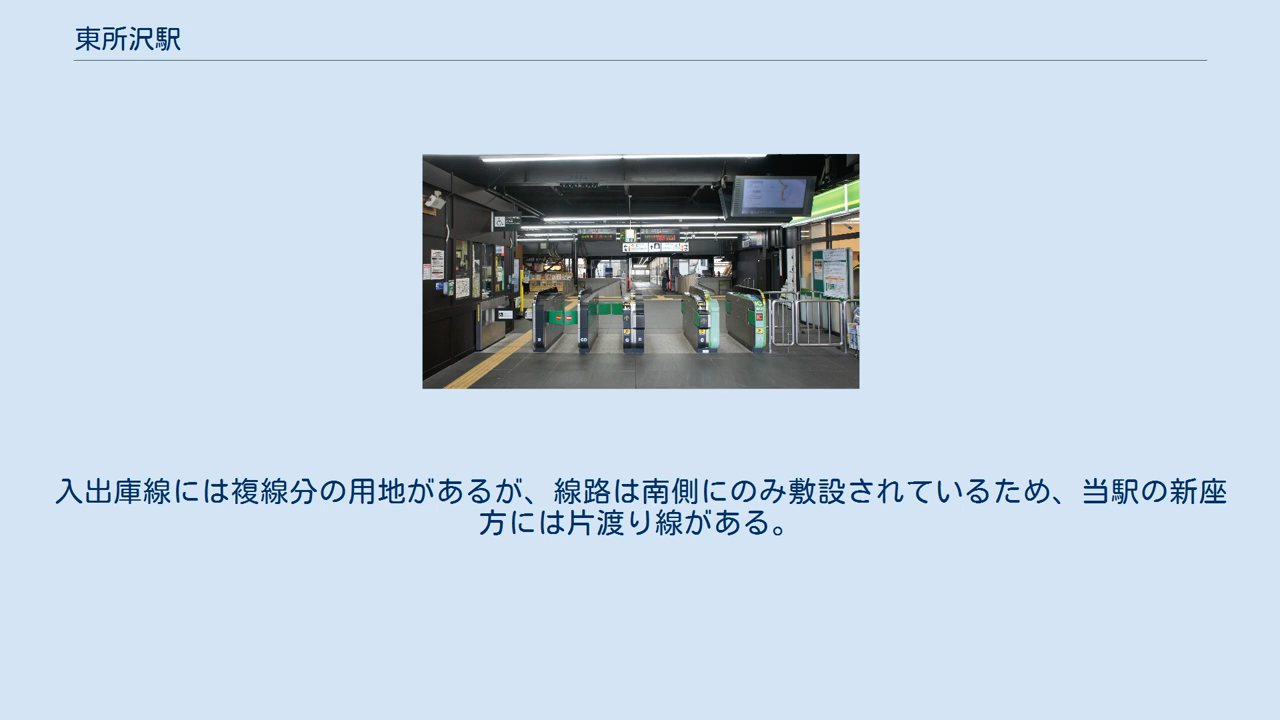 東所沢駅
入出庫線には複線分の用地があるが、線路は南側にのみ敷設されているため、当駅の新座
方には片渡り線がある。